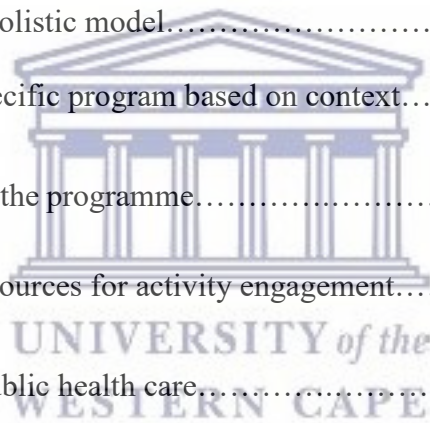 olistic model……………………
ecific program based on context…
the programme……………………
ources for activity engagement…
UNIVERSITY of the
ublic health care……………………
WESTERN CAPE